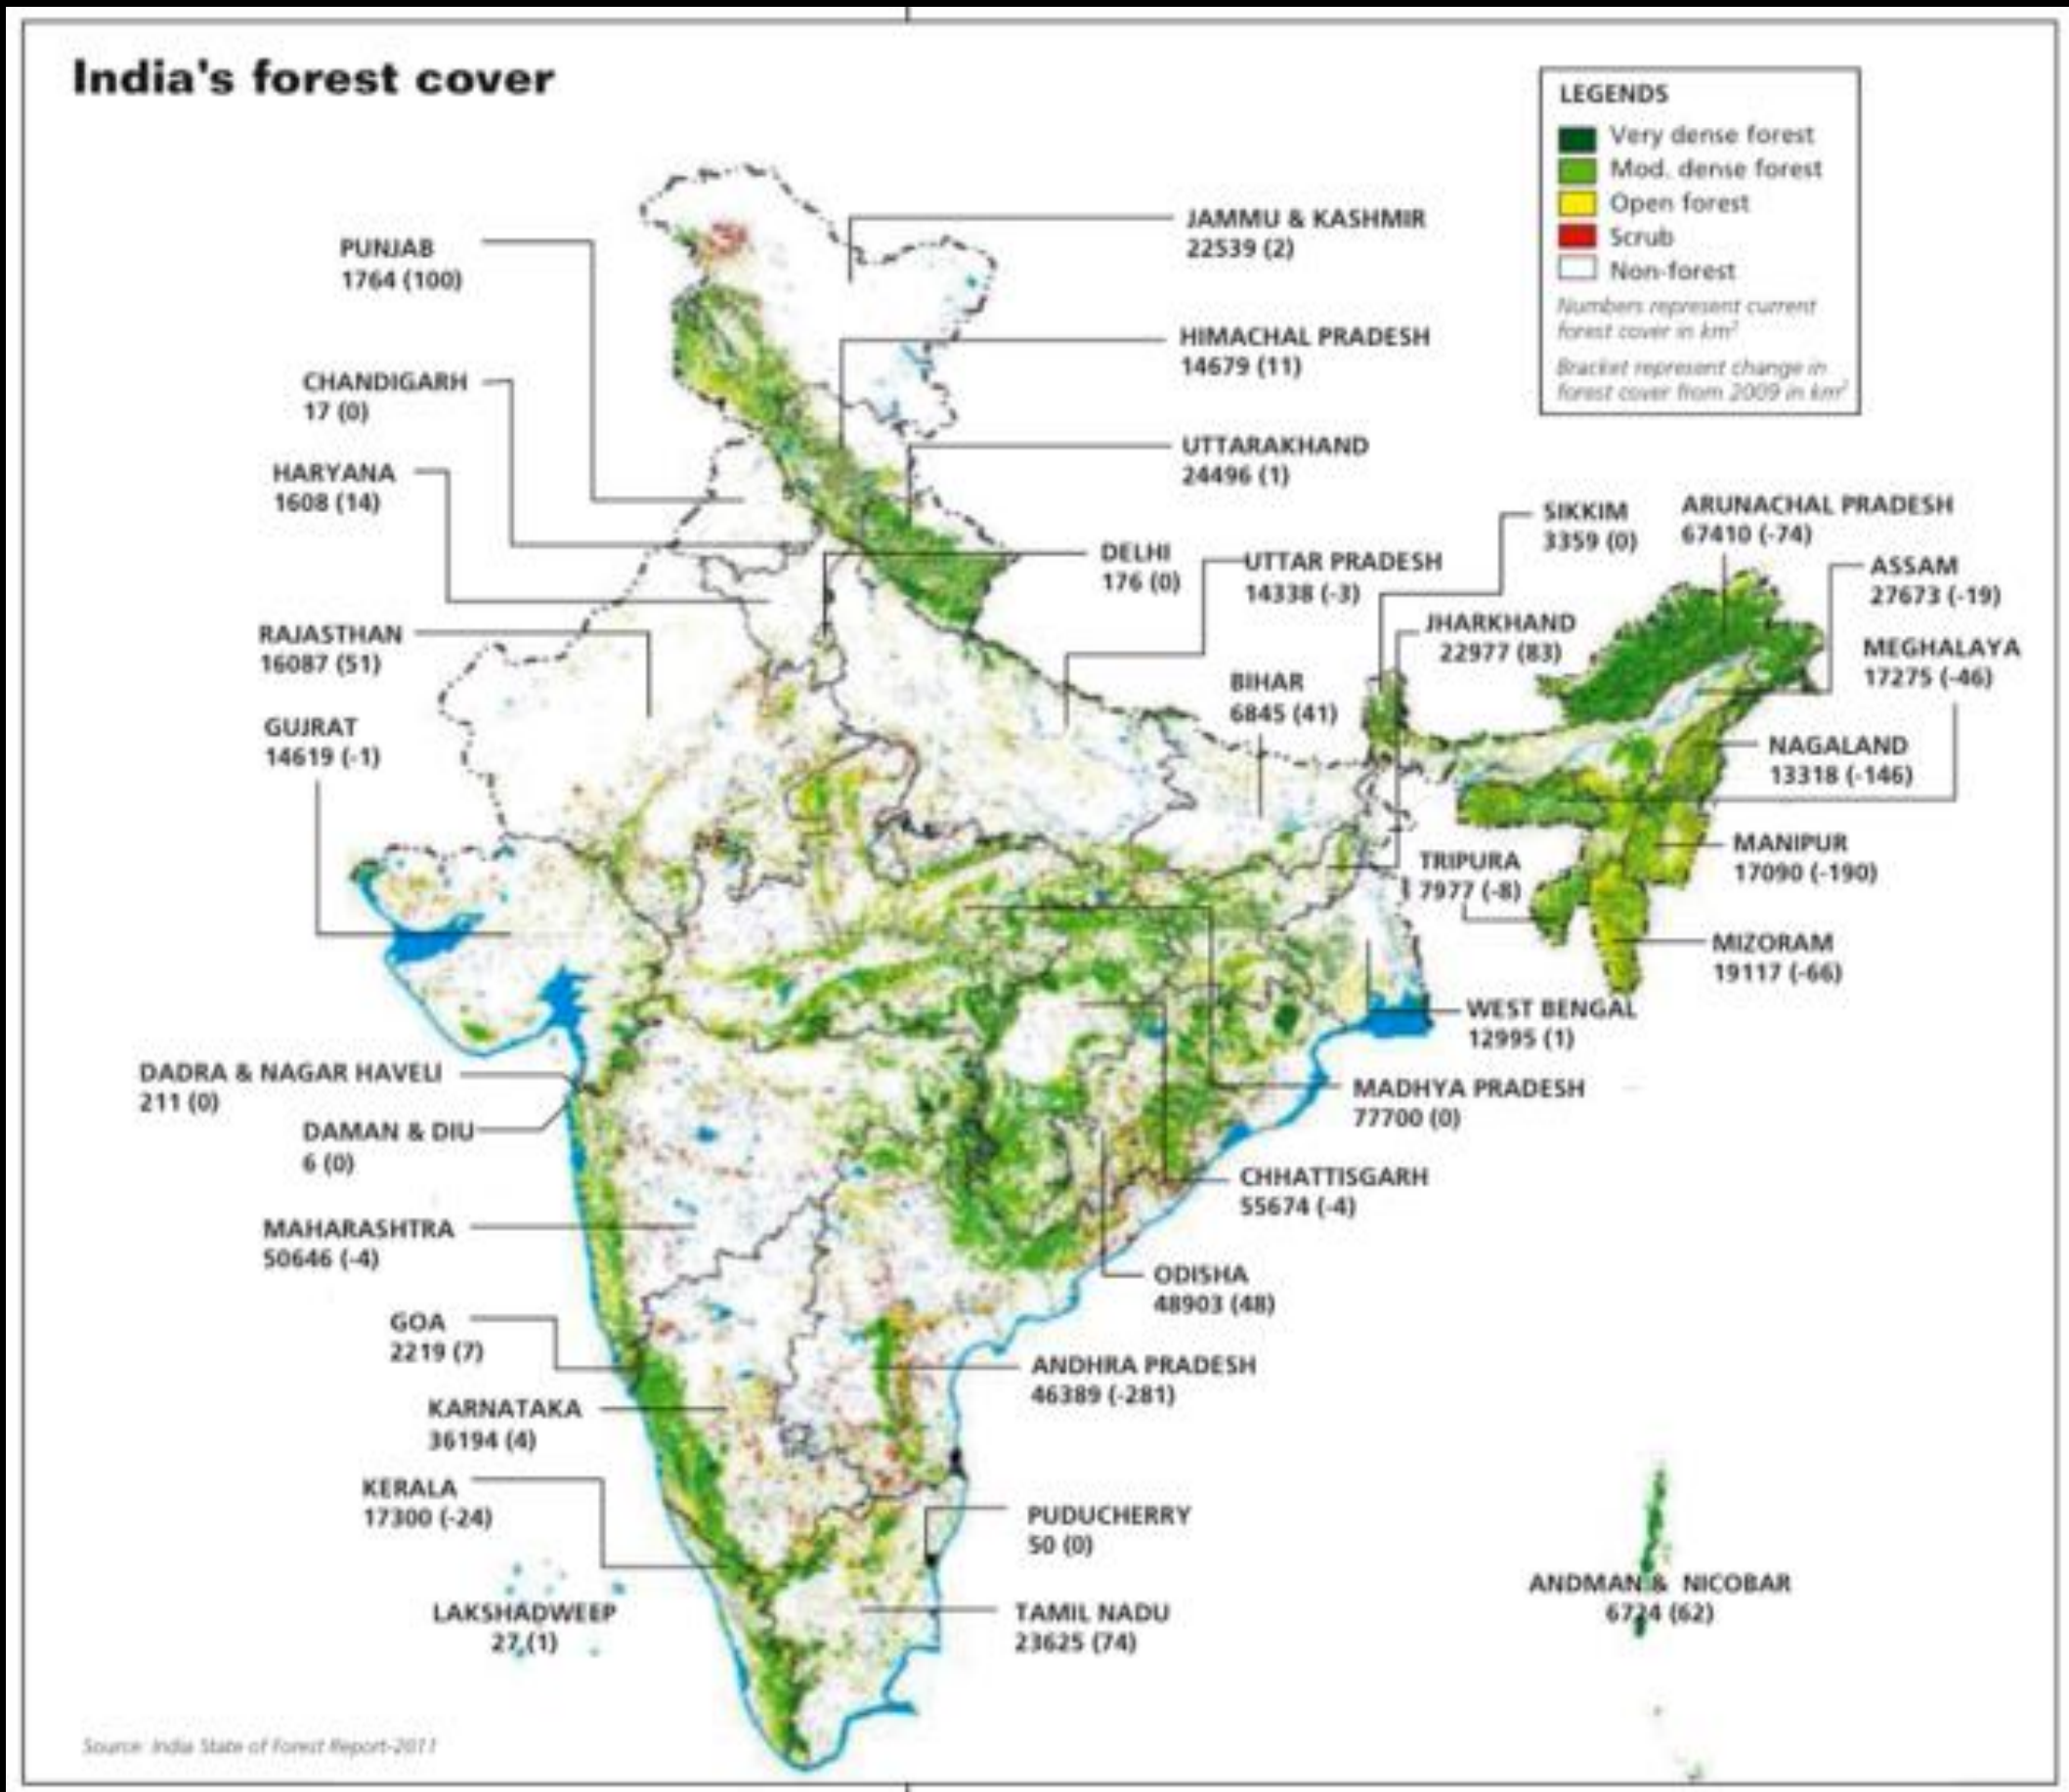 India's forest cover
LEGENDS
Very dense forest
Mod. dense forest
Open forest
Scrub
Non-forest
Numbers represent current
forest cover in km²
Bracket represent change in
forest cover from 2009 in km²
JAMMU & KASHMIR
22539 (2)
PUNJAB
1764 (100)
HIMACHAL PRADESH
14679 (11)
CHANDIGARH
17 (0)
UTTARAKHAND
24496 (1)
HARYANA
1608 (14)
SIKKIM
3359 (0)
ARUNACHAL PRADESH
67410 (-74)
DELHI
176 (0)
UTTAR PRADESH
14338 (-3)
ASSAM
27673 (-19)
RAJASTHAN
16087 (51)
JHARKHAND
22977 (83)
MEGHALAYA
17275 (-46)
BIHAR
6845 (41)
GUJRAT
14619 (-1)
NAGALAND
13318 (-146)
MANIPUR
17090 (-190)
TRIPURA
7977 (-8)
MIZORAM
19117 (-66)
WEST BENGAL
12995 (1)
DADRA & NAGAR HAVELI
211 (0)
MADHYA PRADESH
77700 (0)
DAMAN & DIU
6 (0)
CHHATTISGARH
55674 (-4)
MAHARASHTRA
50646 (-4)
ODISHA
48903 (48)
GOA
2219 (7)
ANDHRA PRADESH
46389 (-281)
KARNATAKA
36194 (4)
KERALA
17300 (-24)
PUDUCHERRY
50 (0)
ANDMAN & NICOBAR
6724 (62)
LAKSHADWEEP
27 (1)
TAMIL NADU
23625 (74)
Source: India State of Forest Report-2011